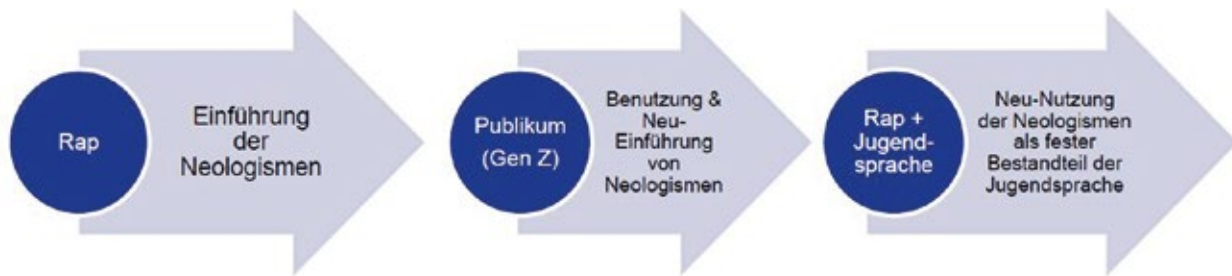 Rap
Einführung
der
Neologismen
Publikum
(Gen Z)
Benutzung &
Neu-
Einführung
von
Neologismen
Rap +
Jugend-
sprache
Neu-Nutzung
der Neologismen
als fester
Bestandteil der
Jugendsprache